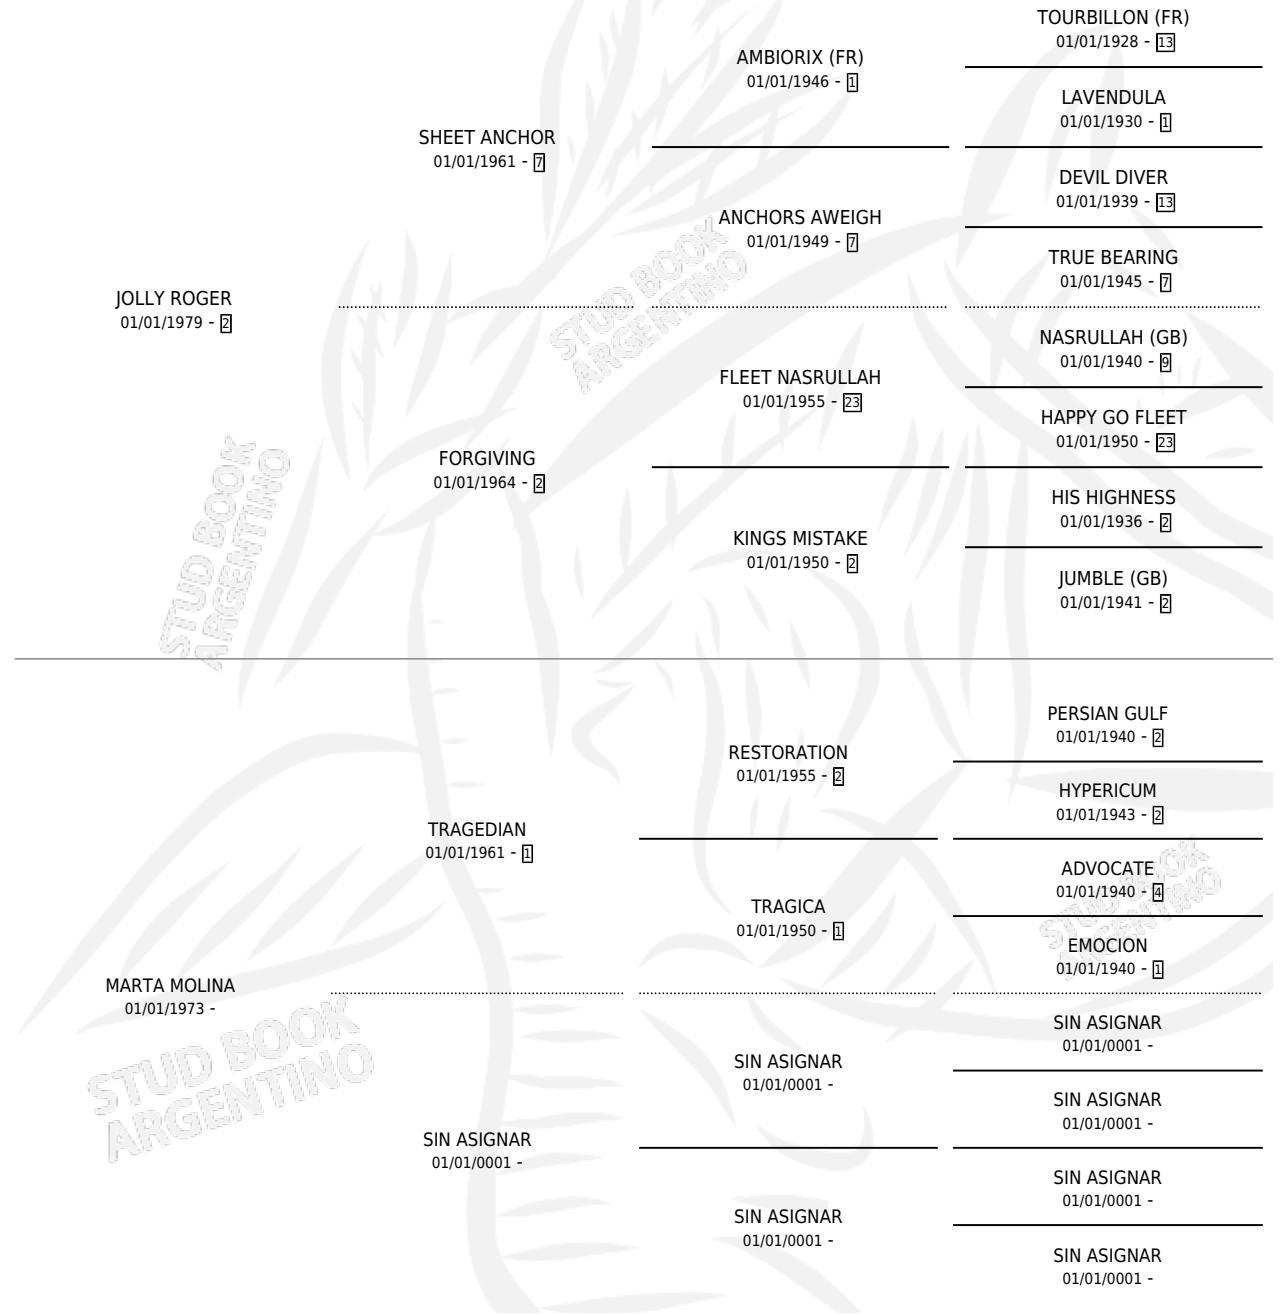 TOURBILLON (FR)
01/01/1928 - 13
AMBIORIX (FR)
01/01/1946 - 1
LAVENDULA
01/01/1930 - 1
SHEET ANCHOR
01/01/1961 - 7
DEVIL DIVER
01/01/1939 - 13
ANCHORS AWEIGH
01/01/1949 - 7
TRUE BEARING
01/01/1945 - 7
JOLLY ROGER
01/01/1979 - 2
STUD BOOK
ARGENTINO
NASRULLAH (GB)
01/01/1940 - 9
FLEET NASRULLAH
01/01/1955 - 23
HAPPY GO FLEET
01/01/1950 - 23
FORGIVING
01/01/1964 - 2
HIS HIGHNESS
01/01/1936 - 2
KINGS MISTAKE
01/01/1950 - 2
JUMBLE (GB)
01/01/1941 - 2
STUD BOOK
ARGENTINO
PERSIAN GULF
01/01/1940 - 2
RESTORATION
01/01/1955 - 2
HYPERICUM
01/01/1943 - 2
TRAGEDIAN
01/01/1961 - 1
ADVOCATE
01/01/1940 - 4
TRAGICA
01/01/1950 - 1
STUD BOOK
ARGENTINO
EMOCION
01/01/1940 - 1
MARTA MOLINA
01/01/1973 -
SIN ASIGNAR
01/01/0001 -
SIN ASIGNAR
01/01/0001 -
SIN ASIGNAR
01/01/0001 -
STUD BOOK
ARGENTINO
SIN ASIGNAR
01/01/0001 -
SIN ASIGNAR
01/01/0001 -
SIN ASIGNAR
01/01/0001 -
SIN ASIGNAR
01/01/0001 -